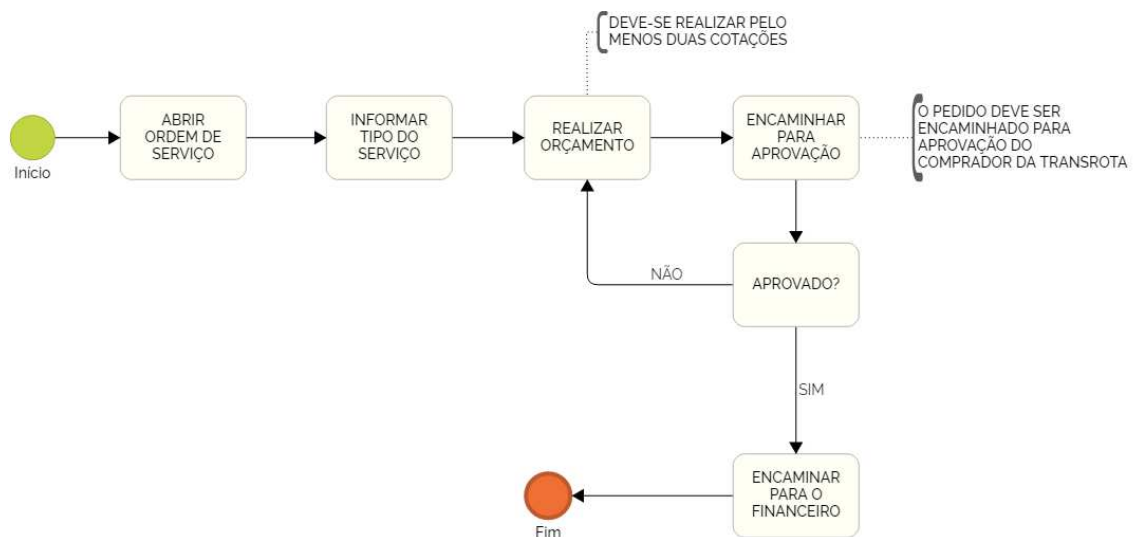 DEVE-SE REALIZAR PELO
MENOS DUAS COTAÇÕES
Início
ABRIR
ORDEM DE
SERVIÇO
INFORMAR
TIPO DO
SERVIÇO
REALIZAR
ORÇAMENTO
ENCAMINHAR
PARA
APROVAÇÃO
O PEDIDO DEVE SER
ENCAMINHADO PARA
APROVAÇÃO DO
COMPRADOR DA TRANSROTA
NÃO
APROVADO?
SIM
ENCAMINAR
PARA O
FINANCEIRO
Fim